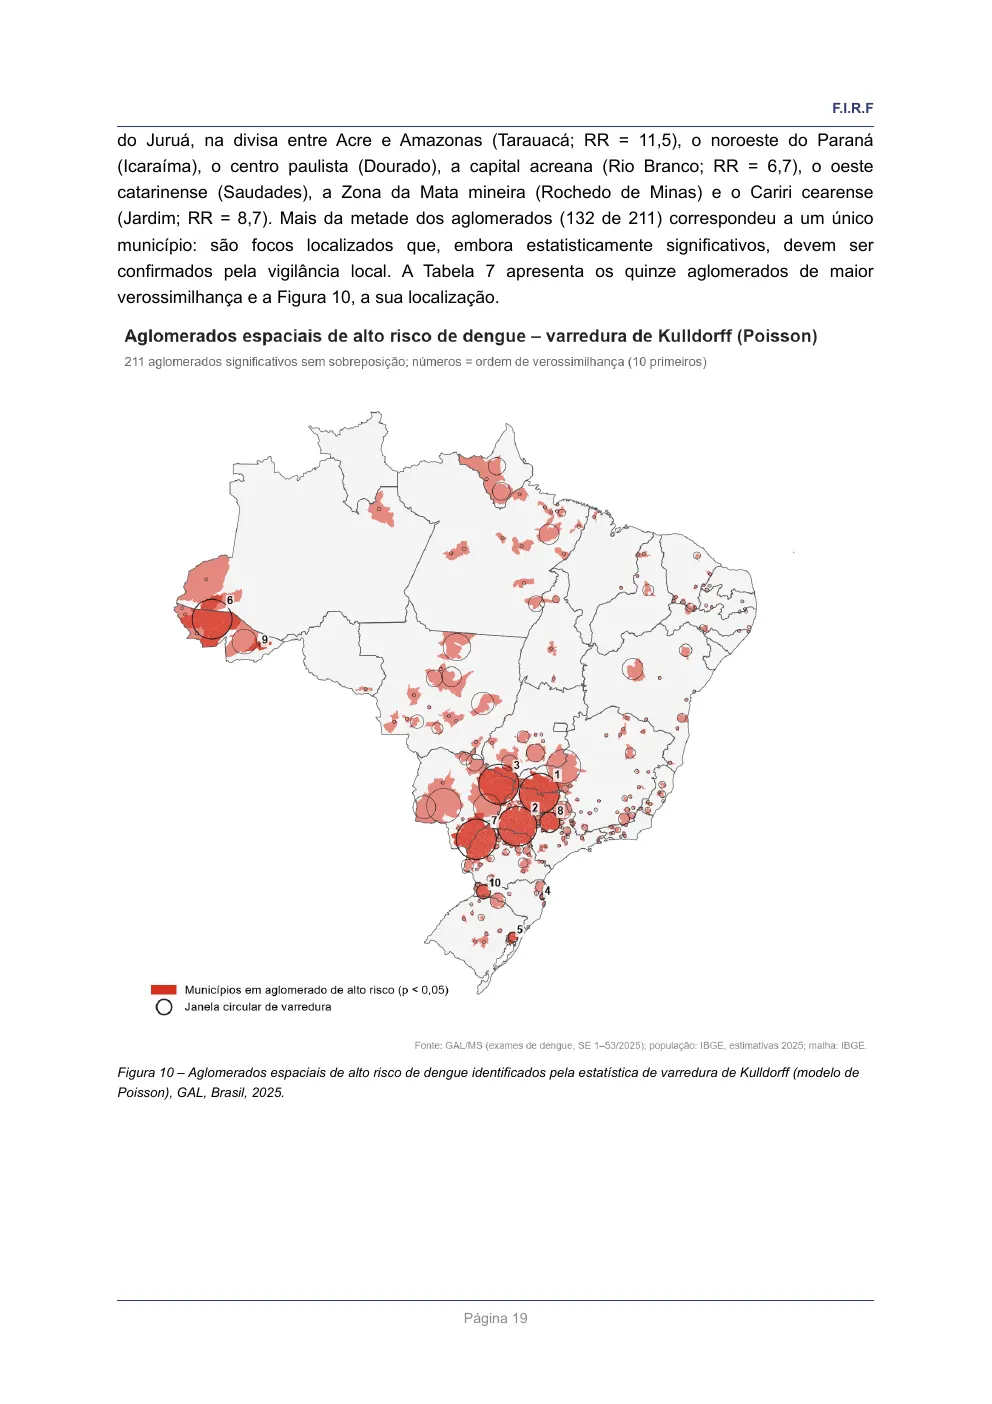 F.I.R.F
do Juruá, na divisa entre Acre e Amazonas (Tarauacá; RR = 11,5), o noroeste do Paraná
(Icaraíma), o centro paulista (Dourado), a capital acreana (Rio Branco; RR = 6,7), o oeste
catarinense (Saudades), a Zona da Mata mineira (Rochedo de Minas) e o Cariri cearense
(Jardim; RR = 8,7). Mais da metade dos aglomerados (132 de 211) correspondeu a um único
município: são focos localizados que, embora estatisticamente significativos, devem ser
confirmados pela vigilância local. A Tabela 7 apresenta os quinze aglomerados de maior
verossimilhança e a Figura 10, a sua localização.
Aglomerados espaciais de alto risco de dengue – varredura de Kulldorff (Poisson)
211 aglomerados significativos sem sobreposição; números = ordem de verossimilhança (10 primeiros)
6
9
3
1
2
8
7
10
4
5
Municípios em aglomerado de alto risco (p < 0,05)
Janela circular de varredura
Fonte: GAL/MS (exames de dengue, SE 1–53/2025); população: IBGE, estimativas 2025; malha: IBGE.
Figura 10 – Aglomerados espaciais de alto risco de dengue identificados pela estatística de varredura de Kulldorff (modelo de
Poisson), GAL, Brasil, 2025.
Página 19